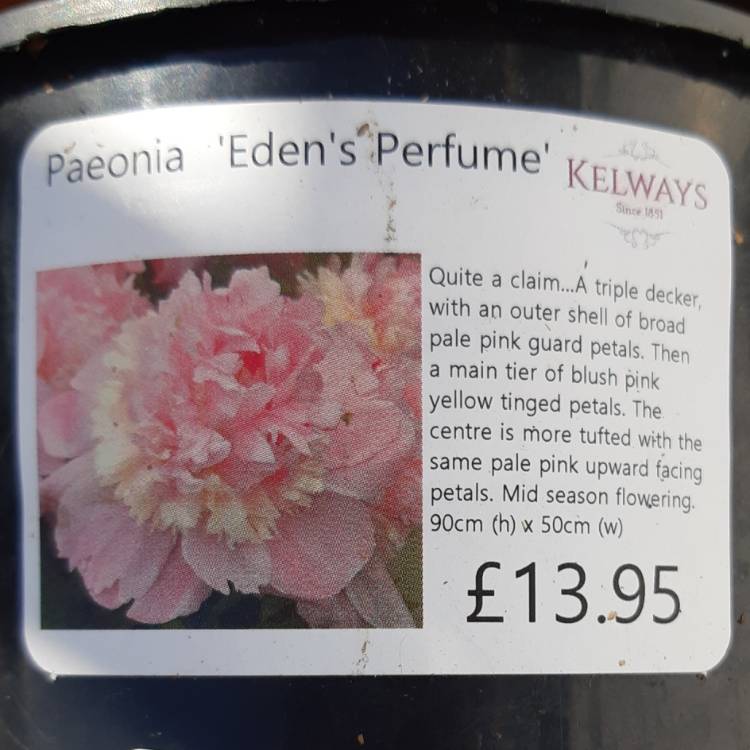 Paeonia 'Eden's Perfume'
KELWAYS
Since 1851
Quite a claim...A triple decker,
with an outer shell of broad
pale pink guard petals. Then
a main tier of blush pink
yellow tinged petals. The
centre is more tufted with the
same pale pink upward facing
petals. Mid season flowering.
90cm (h) x 50cm (w)
£13.95